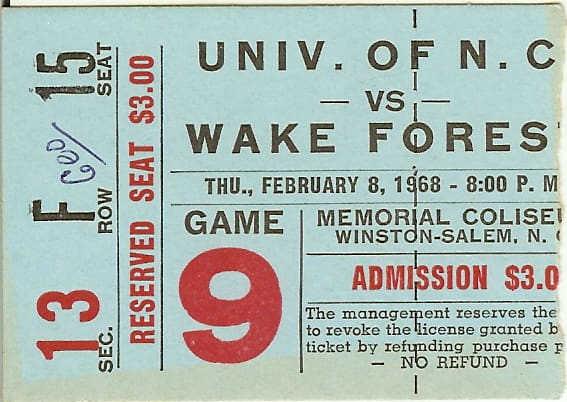 UNIV. OF N. C
— VS —
WAKE FOREST
THU., FEBRUARY 8, 1968 - 8:00 P. M
GAME
9
MEMORIAL COLISEU
WINSTON-SALEM, N. C
ADMISSION $3.0
The management reserves the
to revoke the license granted b
ticket by refunding purchase p
— NO REFUND —
RESERVED SEAT $3.00
13 SEC.
F ROW
15 SEAT